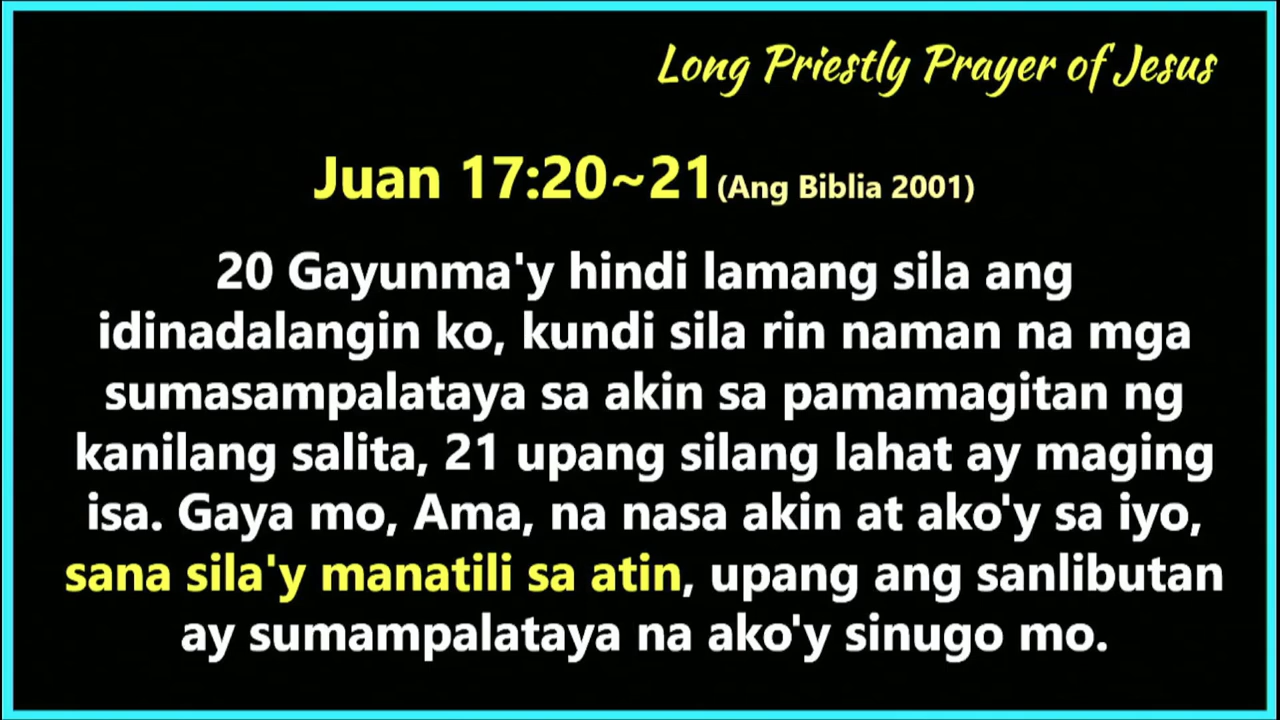 Long Priestly Prayer of Jesus
Juan 17:20~21(Ang Biblia 2001)
20 Gayunma'y hindi lamang sila ang
idinadalangin ko, kundi sila rin naman na mga
sumasampalataya sa akin sa pamamagitan ng
kanilang salita, 21 upang silang lahat ay maging
isa. Gaya mo, Ama, na nasa akin at ako'y sa iyo,
sana sila'y manatili sa atin, upang ang sanlibutan
ay sumampalataya na ako'y sinugo mo.